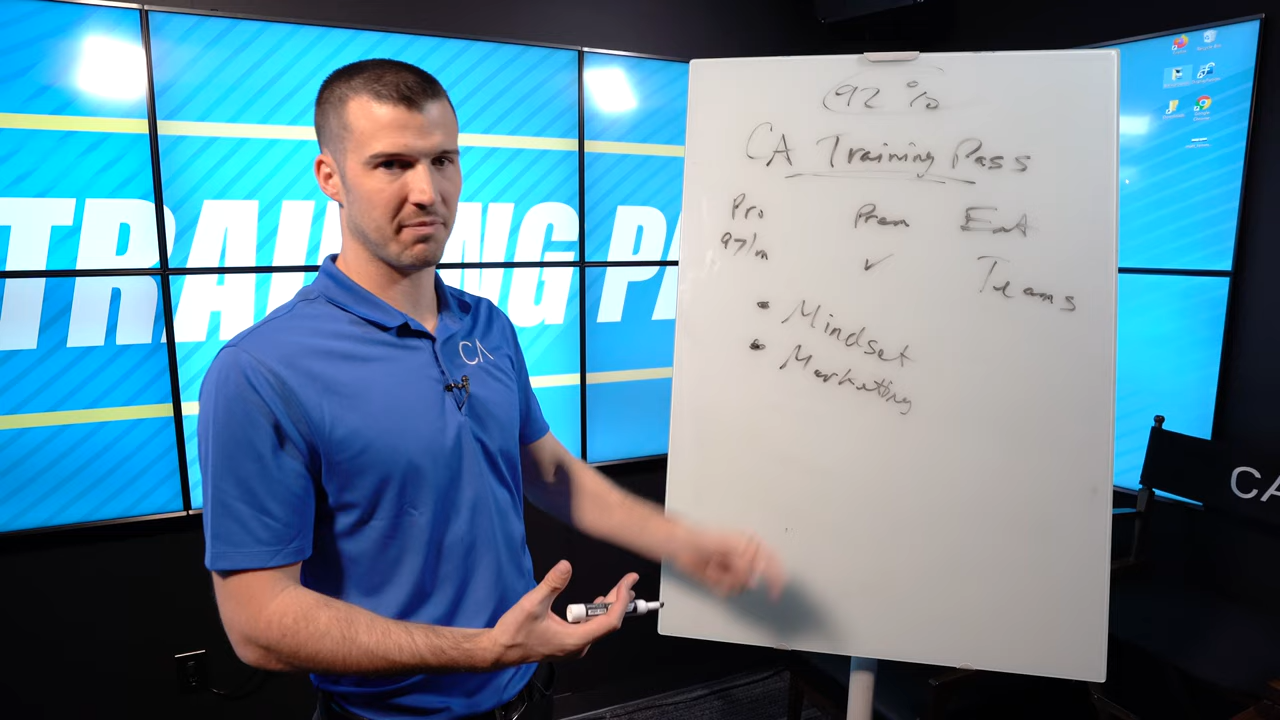 TRAINING PA
CA
92 %
CA Training Pass
Pro Prem Ent
97/m ✓ Teams
• Mindset
• Marketing
CA